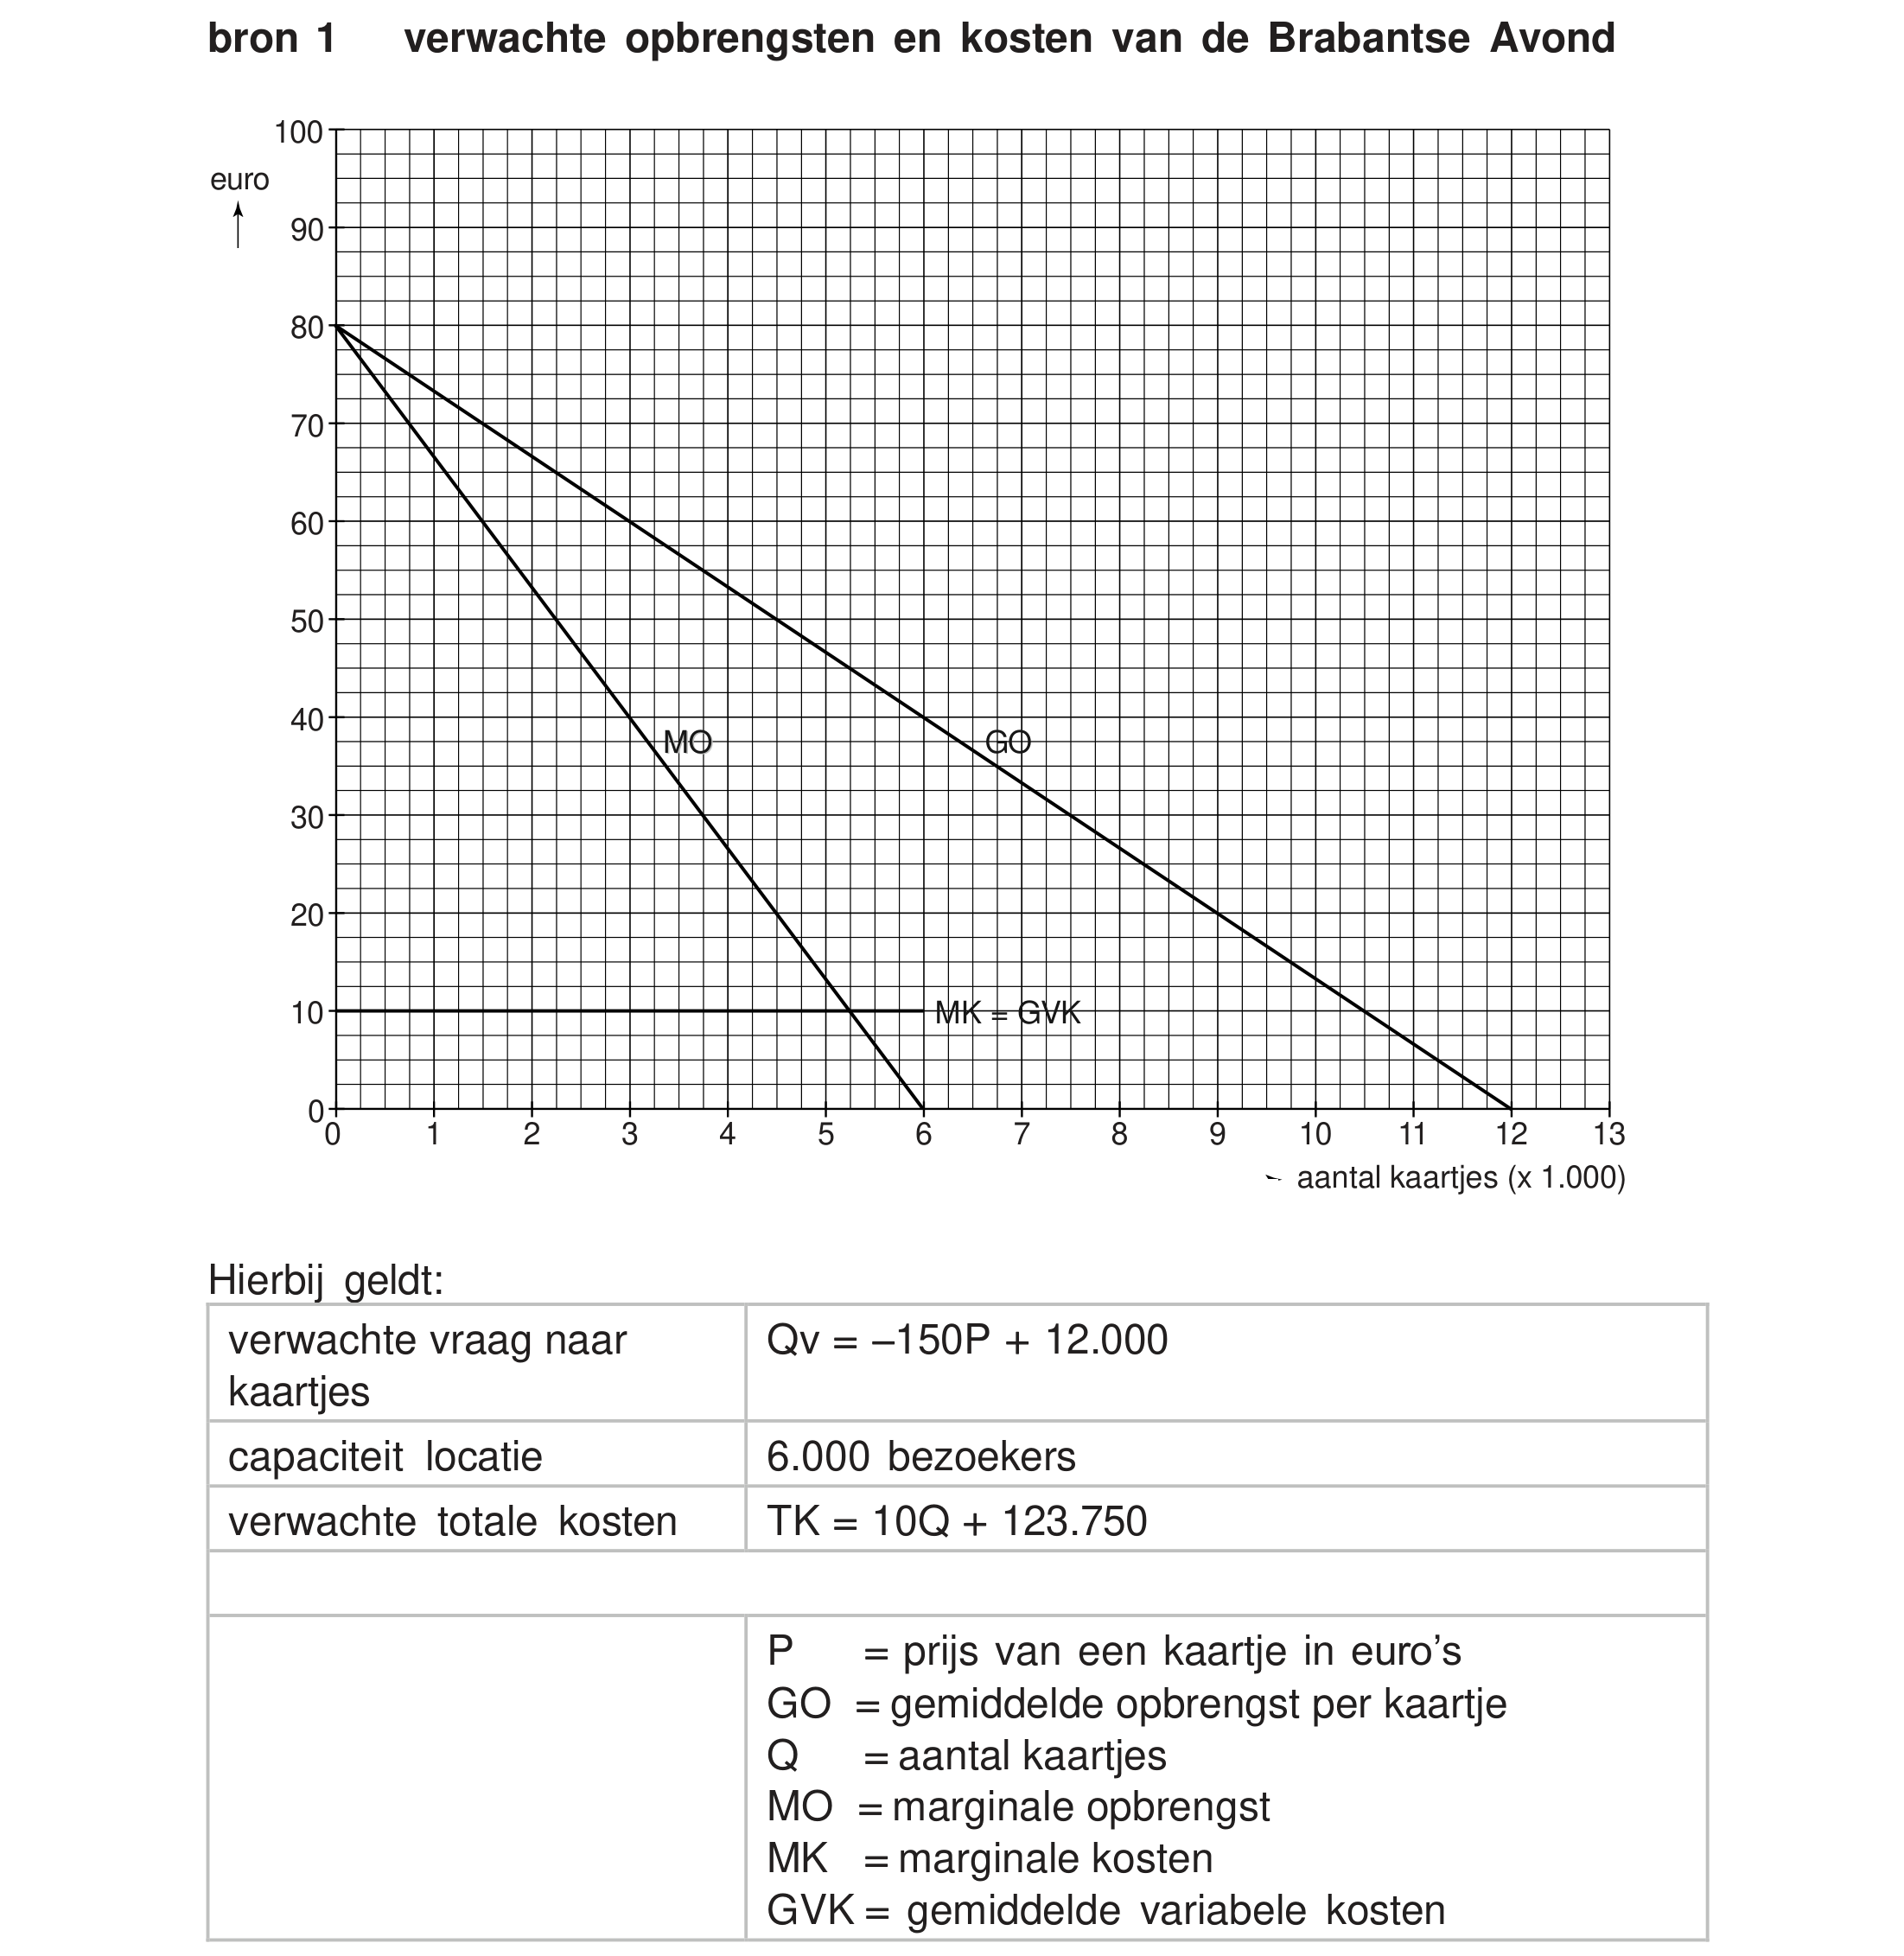 bron 1 verwachte opbrengsten en kosten van de Brabantse Avond
100
euro
90
80
70
60
50
40
MO GO
30
20
10 MK = GVK
0
0 1 2 3 4 5 6 7 8 9 10 11 12 13
aantal kaartjes (x 1.000)
Hierbij geldt:
verwachte vraag naar Qv = –150P + 12.000
kaartjes
capaciteit locatie 6.000 bezoekers
verwachte totale kosten TK = 10Q + 123.750
P = prijs van een kaartje in euro’s
GO = gemiddelde opbrengst per kaartje
Q = aantal kaartjes
MO = marginale opbrengst
MK = marginale kosten
GVK = gemiddelde variabele kosten